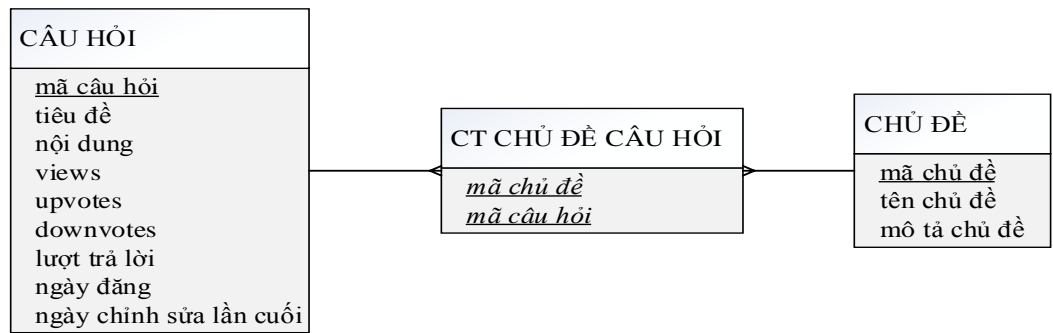 CÂU HỎI
mã câu hỏi
tiêu đề
nội dung
views
upvotes
downvotes
lượt trả lời
ngày đăng
ngày chỉnh sửa lần cuối
CT CHỦ ĐỀ CÂU HỎI
mã chủ đề
mã câu hỏi
CHỦ ĐỀ
mã chủ đề
tên chủ đề
mô tả chủ đề